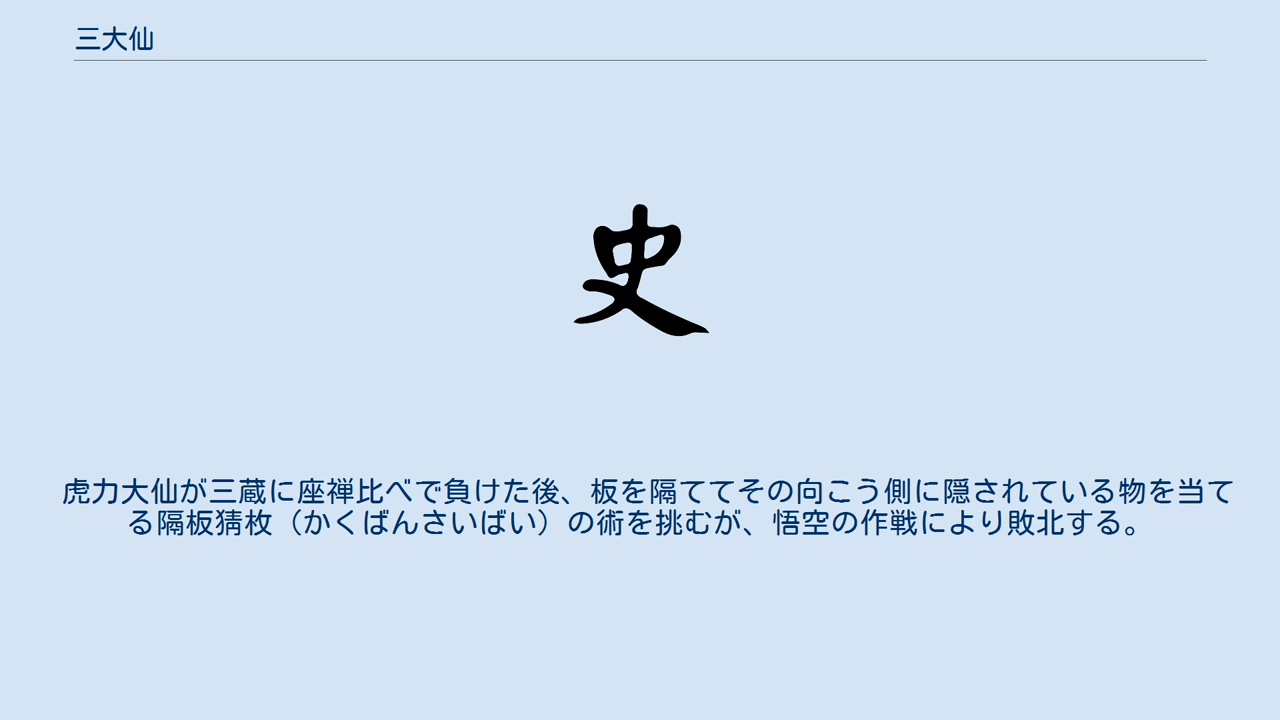 三大仙
史
虎力大仙が三蔵に座禅比べで負けた後、板を隔ててその向こう側に隠されている物を当て
る隔板猜枚（かくばんさいばい）の術を挑むが、悟空の作戦により敗北する。